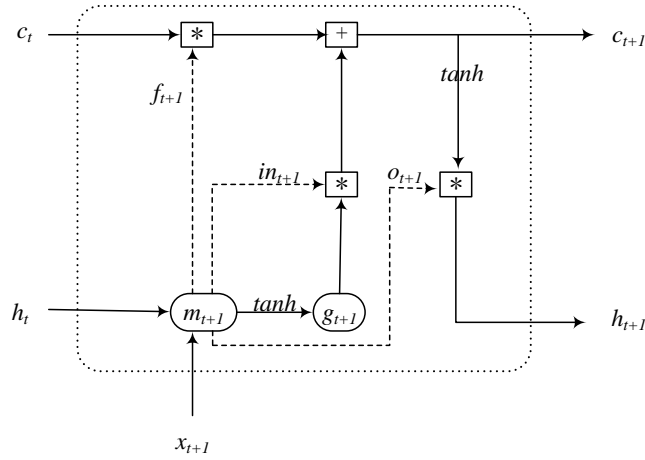 c_t * + c_{t+1}
tanh
f_{t+1}
in_{t+1} * o_{t+1} *
h_t m_{t+1} tanh g_{t+1} h_{t+1}
x_{t+1}